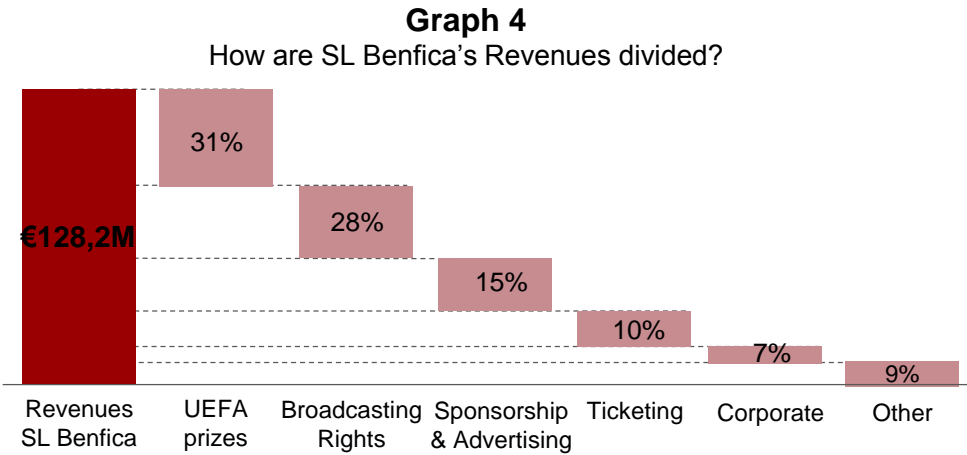 Graph 4
How are SL Benfica’s Revenues divided?
€128,2M
31%
28%
15%
10%
7%
9%
Revenues
SL Benfica
UEFA
prizes
Broadcasting
Rights
Sponsorship
& Advertising
Ticketing
Corporate
Other